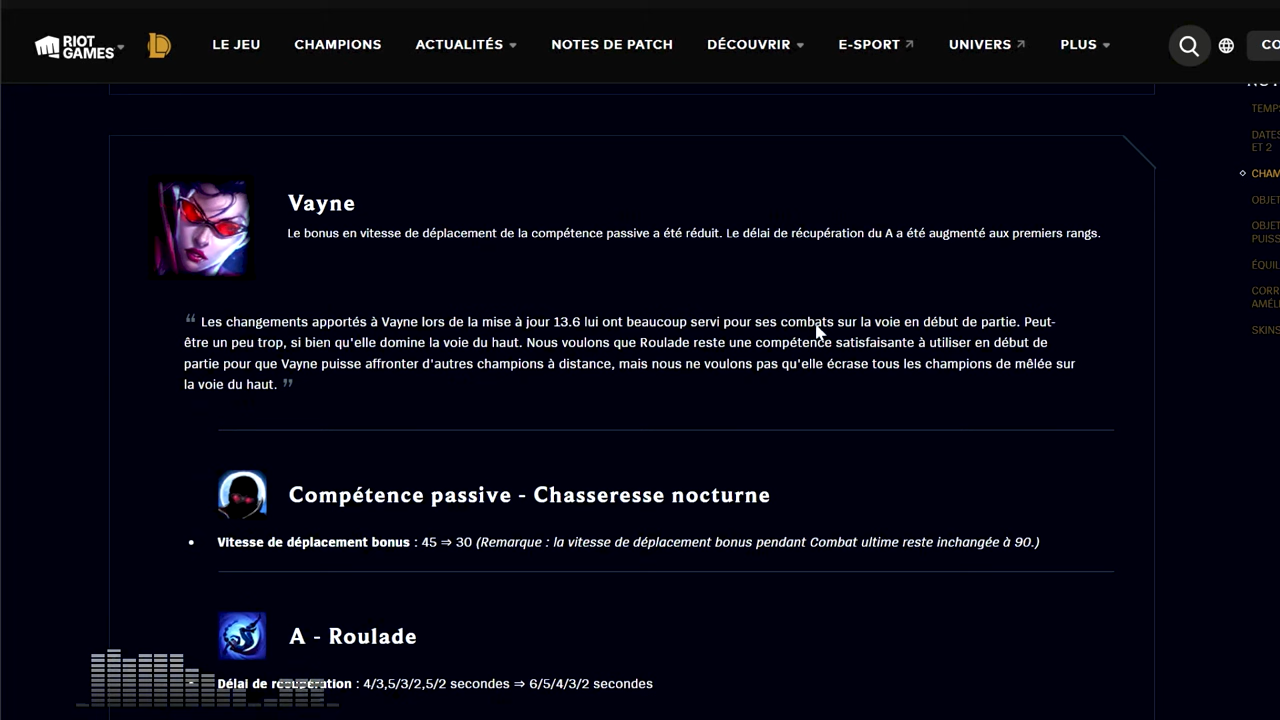 RIOT GAMES
LE JEU CHAMPIONS ACTUALITÉS NOTES DE PATCH DÉCOUVRIR E-SPORT UNIVERS PLUS CO
TEMPS
DATES
ET 2
CHAM
OBJET
OBJET
PUISS
ÉQUIL
CORR
AMÉLI
SKINS
Vayne
Le bonus en vitesse de déplacement de la compétence passive a été réduit. Le délai de récupération du A a été augmenté aux premiers rangs.
“ Les changements apportés à Vayne lors de la mise à jour 13.6 lui ont beaucoup servi pour ses combats sur la voie en début de partie. Peut-
être un peu trop, si bien qu'elle domine la voie du haut. Nous voulons que Roulade reste une compétence satisfaisante à utiliser en début de
partie pour que Vayne puisse affronter d'autres champions à distance, mais nous ne voulons pas qu'elle écrase tous les champions de mêlée sur
la voie du haut. ”
Compétence passive - Chasseresse nocturne
• Vitesse de déplacement bonus : 45 ⇒ 30 (Remarque : la vitesse de déplacement bonus pendant Combat ultime reste inchangée à 90.)
A - Roulade
Délai de récupération : 4/3,5/3/2,5/2 secondes ⇒ 6/5/4/3/2 secondes